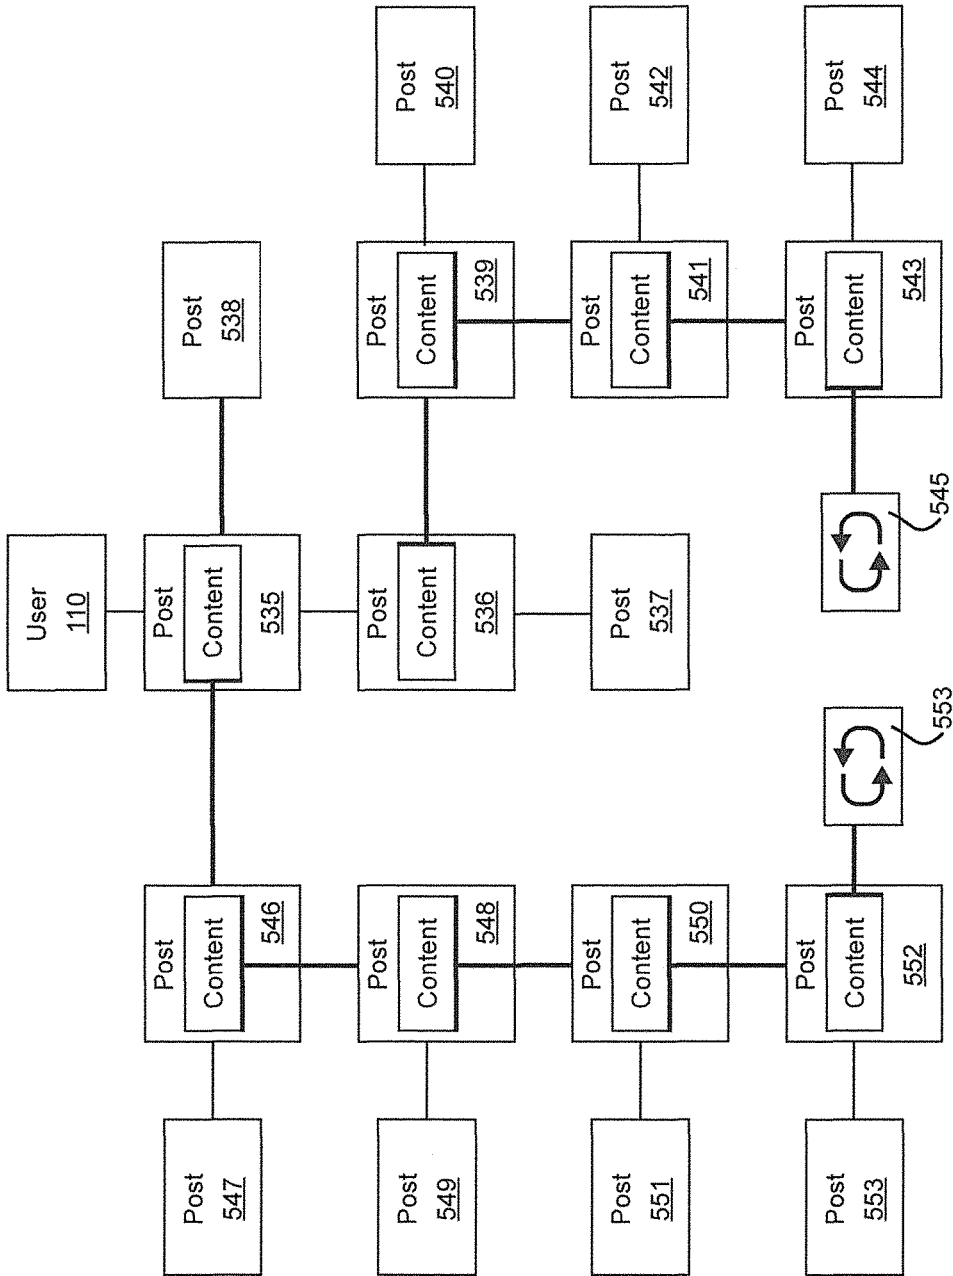 User
110
Post
547
Post
Content
546
Post
Content
535
Post
538
Post
549
Post
Content
548
Post
Content
536
Post
Content
539
Post
540
Post
551
Post
Content
550
Post
537
Post
Content
541
Post
542
Post
553
Post
Content
552
553
545
Post
Content
543
Post
544